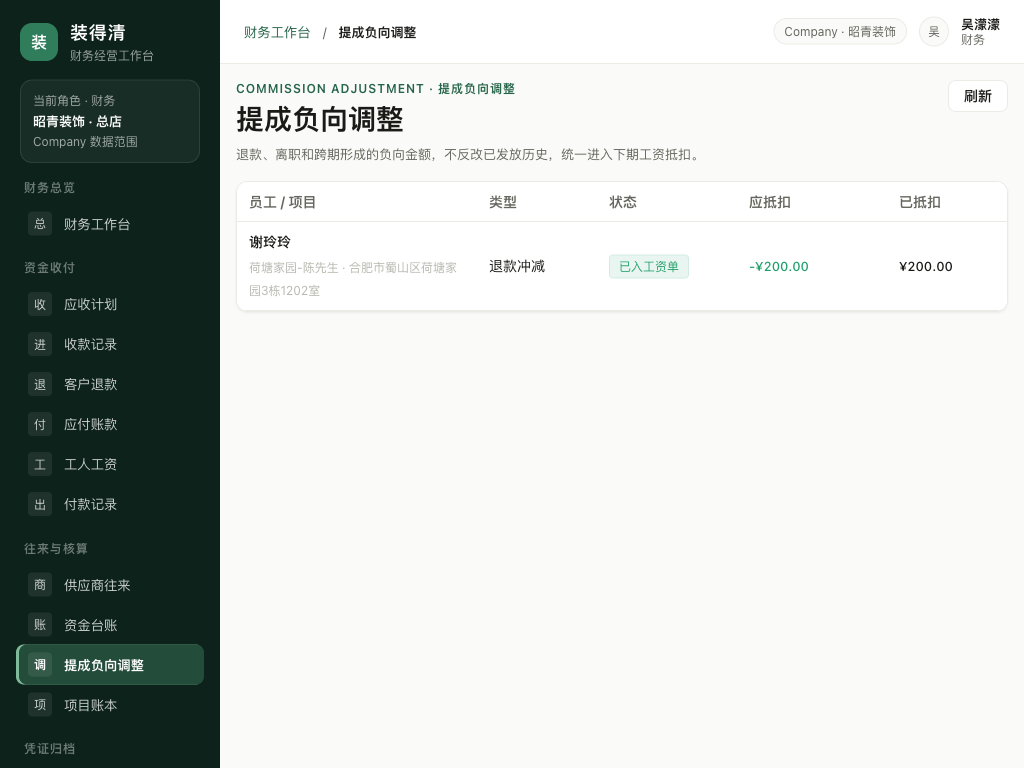 装
装得清
财务经营工作台
当前角色 · 财务
昭青装饰 · 总店
Company 数据范围
财务总览
总 财务工作台
资金收付
收 应收计划
进 收款记录
退 客户退款
付 应付账款
工 工人工资
出 付款记录
往来与核算
商 供应商往来
账 资金台账
调 提成负向调整
项 项目账本
凭证归档
财务工作台 / 提成负向调整
Company · 昭青装饰
吴
吴濛濛
财务
COMMISSION ADJUSTMENT · 提成负向调整
提成负向调整
退款、离职和跨期形成的负向金额，不反改已发放历史，统一进入下期工资抵扣。
刷新
员工 / 项目 类型 状态 应抵扣 已抵扣
谢玲玲
荷塘家园-陈先生 · 合肥市蜀山区荷塘家
园3栋1202室
退款冲减 已入工资单 -¥200.00 ¥200.00